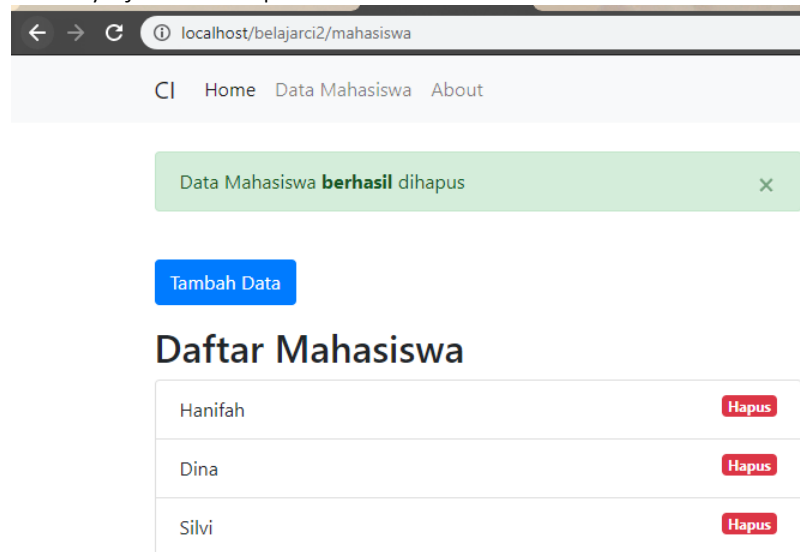 localhost/belajarci2/mahasiswa
CI Home Data Mahasiswa About
Data Mahasiswa berhasil dihapus ×
Tambah Data
Daftar Mahasiswa
Hanifah Hapus
Dina Hapus
Silvi Hapus